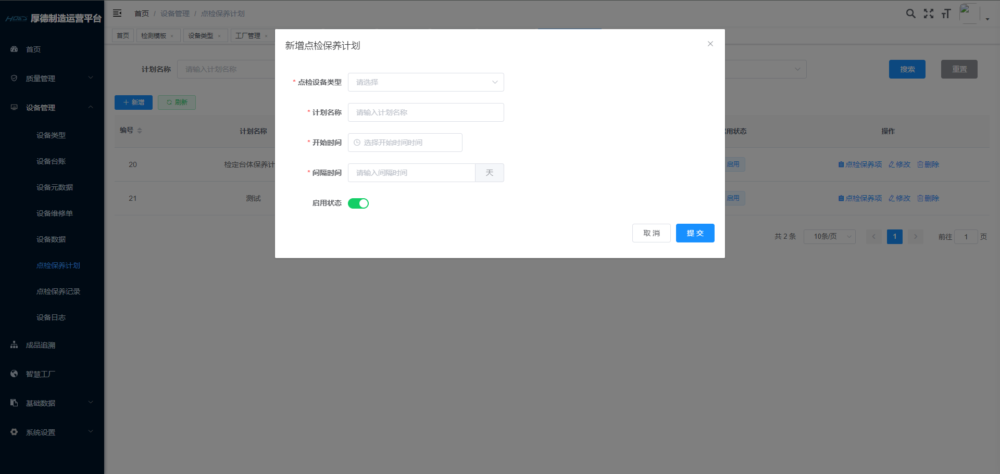 HOLD 厚德制造运营平台
首页 / 设备管理 / 点检保养计划
首页 检测模板 × 设备类型 × 工厂管理 ×
首页
质量管理
设备管理
设备类型
设备台账
设备元数据
设备维修单
设备数据
点检保养计划
点检保养记录
设备日志
成品追溯
智慧工厂
基础数据
系统设置
计划名称 请输入计划名称
搜索 重置
新增 刷新
编号 计划名称 用状态 操作
20 检定台体保养计 启用 点检保养项 修改 删除
21 测试 启用 点检保养项 修改 删除
共 2 条 10条/页 1 前往 1 页
新增点检保养计划
* 点检设备类型 请选择
* 计划名称 请输入计划名称
* 开始时间 选择开始时间时间
* 间隔时间 请输入间隔时间 天
启用状态
取 消 提 交